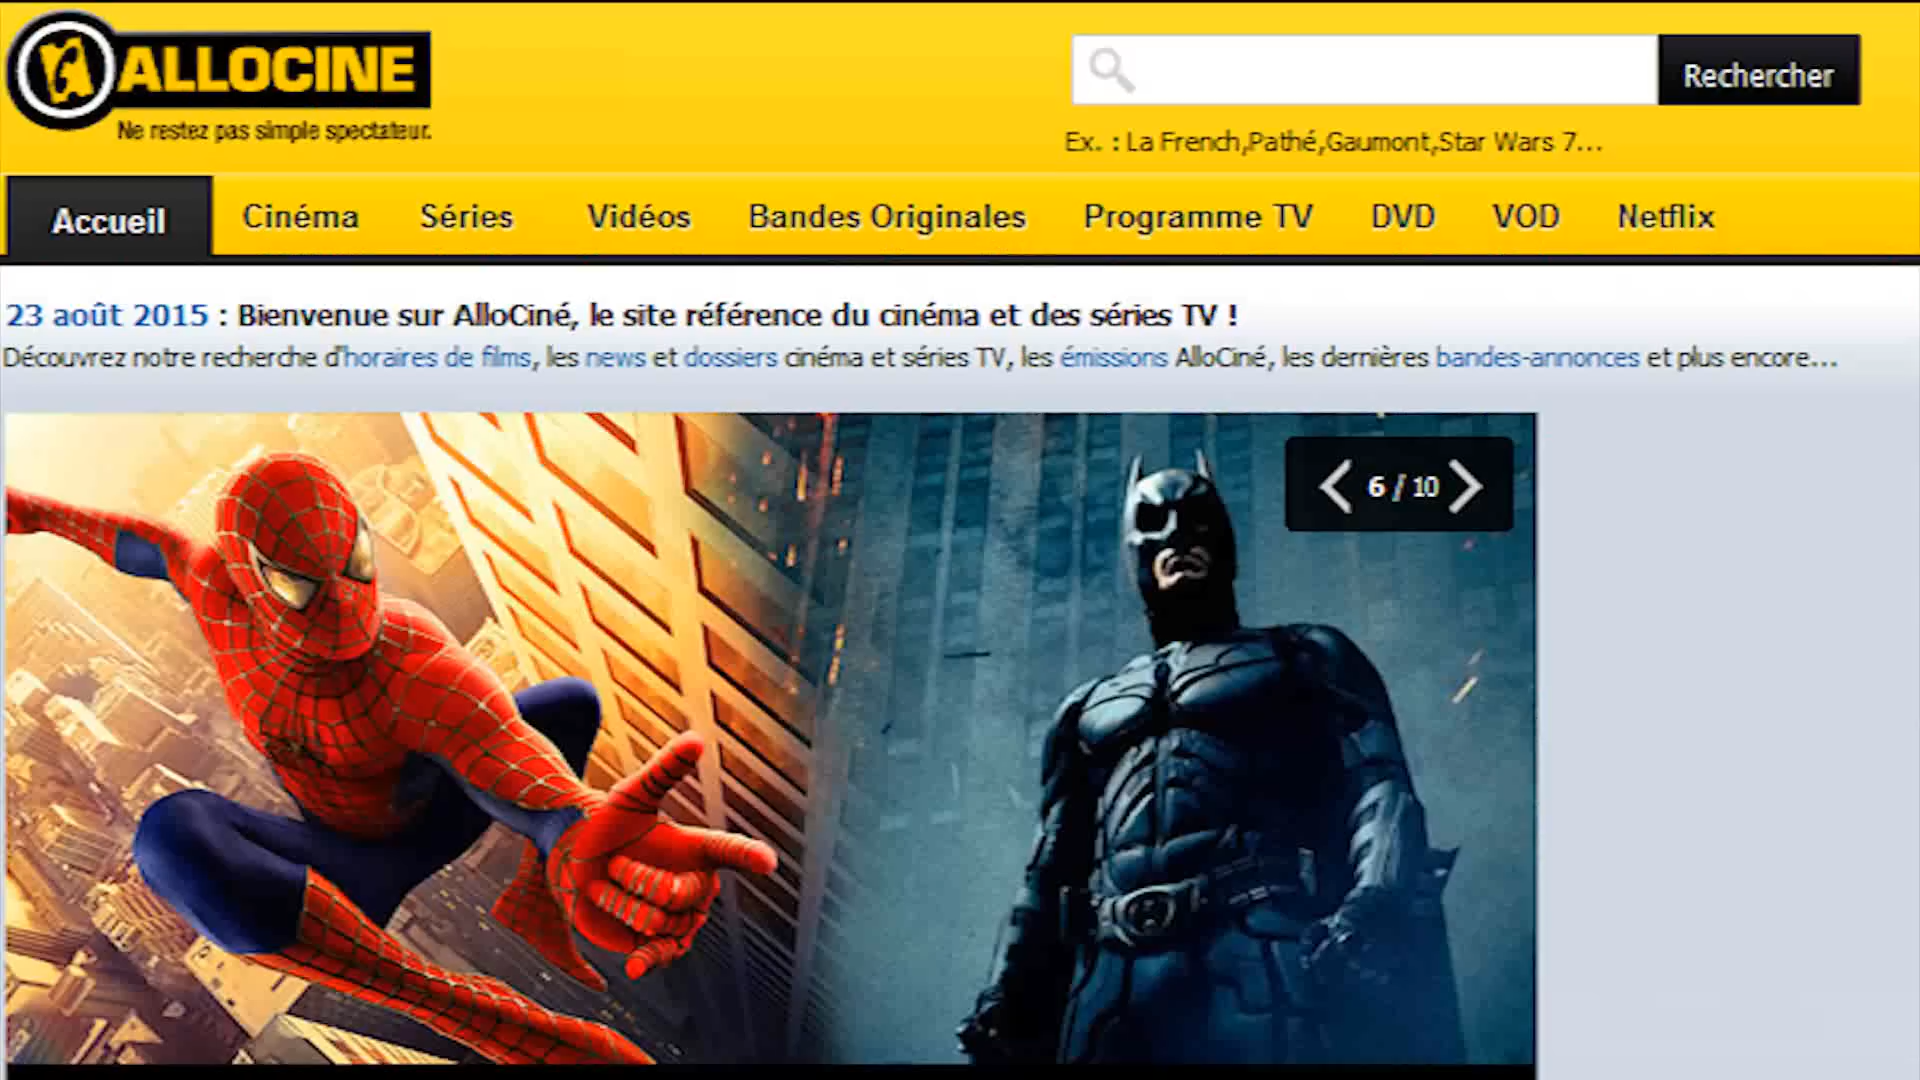 ALLOCINE
Ne restez pas simple spectateur.
Rechercher
Ex. : La French,Pathé,Gaumont,Star Wars 7...
Accueil Cinéma Séries Vidéos Bandes Originales Programme TV DVD VOD Netflix
23 août 2015 : Bienvenue sur AlloCiné, le site référence du cinéma et des séries TV !
Découvrez notre recherche d'horaires de films, les news et dossiers cinéma et séries TV, les émissions AlloCiné, les dernières bandes-annonces et plus encore...
6 / 10